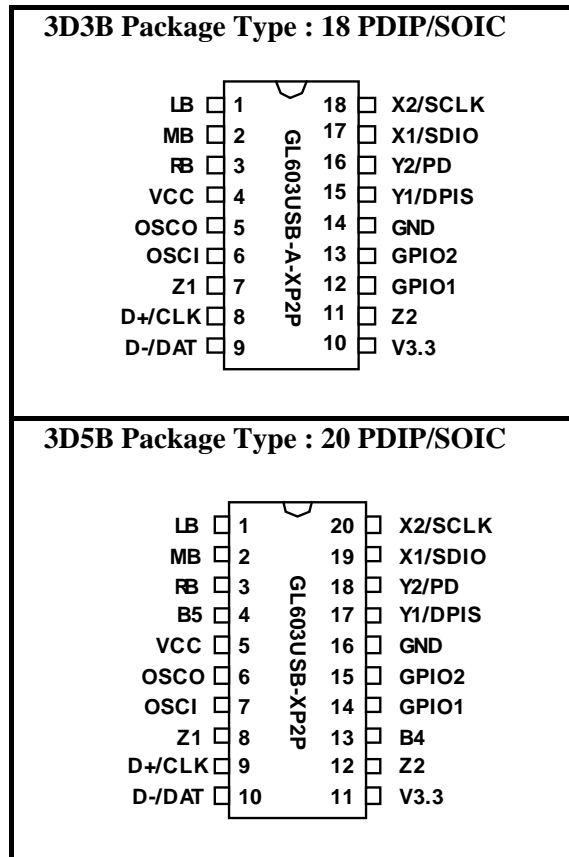 3D3B Package Type : 18 PDIP/SOIC
LB 1 18 X2/SCLK
MB 2 17 X1/SDIO
RB 3 16 Y2/PD
VCC 4 15 Y1/DPIS
OSCO 5 14 GND
OSCI 6 13 GPIO2
Z1 7 12 GPIO1
D+/CLK 8 11 Z2
D-/DAT 9 10 V3.3
GL603USB-A-XP2P
3D5B Package Type : 20 PDIP/SOIC
LB 1 20 X2/SCLK
MB 2 19 X1/SDIO
RB 3 18 Y2/PD
B5 4 17 Y1/DPIS
VCC 5 16 GND
OSCO 6 15 GPIO2
OSCI 7 14 GPIO1
Z1 8 13 B4
D+/CLK 9 12 Z2
D-/DAT 10 11 V3.3
GL603USB-XP2P